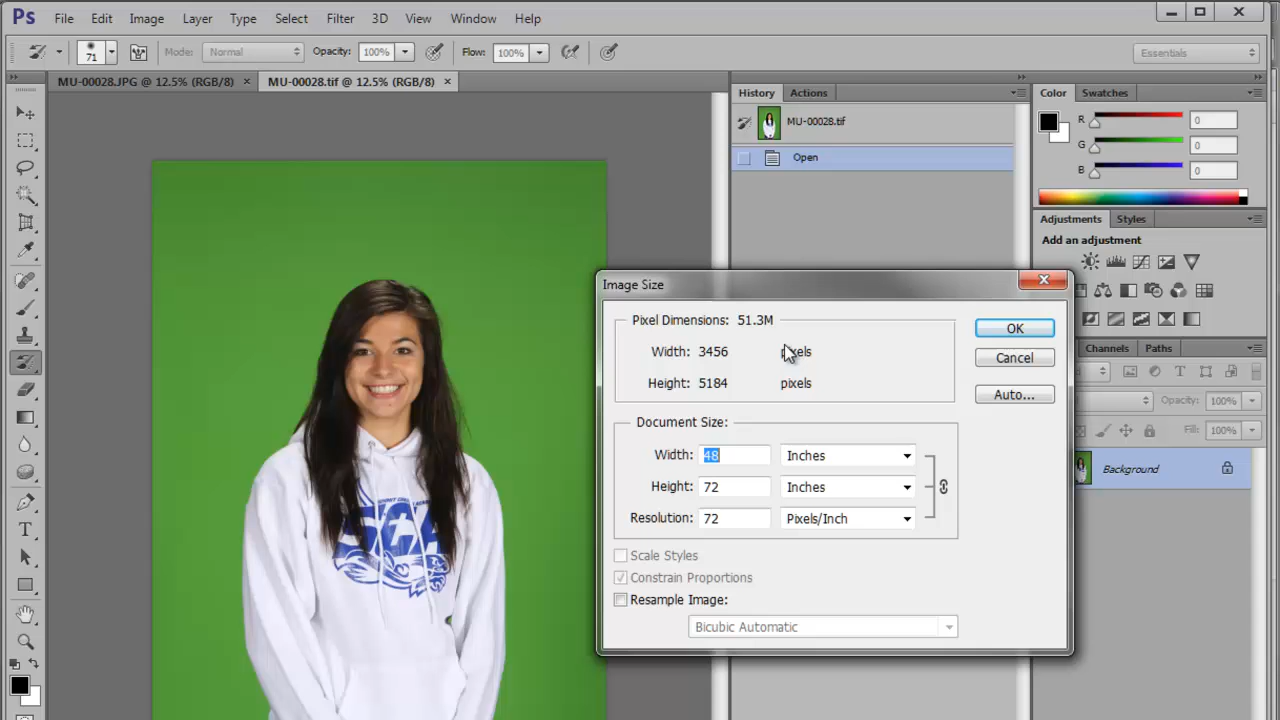 Ps File Edit Image Layer Type Select Filter 3D View Window Help
71 Mode: Normal Opacity: 100% Flow: 100% Essentials
MU-00028.JPG @ 12.5% (RGB/8) × MU-00028.tif @ 12.5% (RGB/8) ×
History Actions
MU-00028.tif
Open
Color Swatches
R 0
G 0
B 0
Adjustments Styles
Add an adjustment
Channels Paths
Opacity: 100%
Fill: 100%
Background
Image Size
Pixel Dimensions: 51.3M
Width: 3456 pixels
Height: 5184 pixels
Document Size:
Width: 48 Inches
Height: 72 Inches
Resolution: 72 Pixels/Inch
Scale Styles
Constrain Proportions
Resample Image:
Bicubic Automatic
OK
Cancel
Auto...